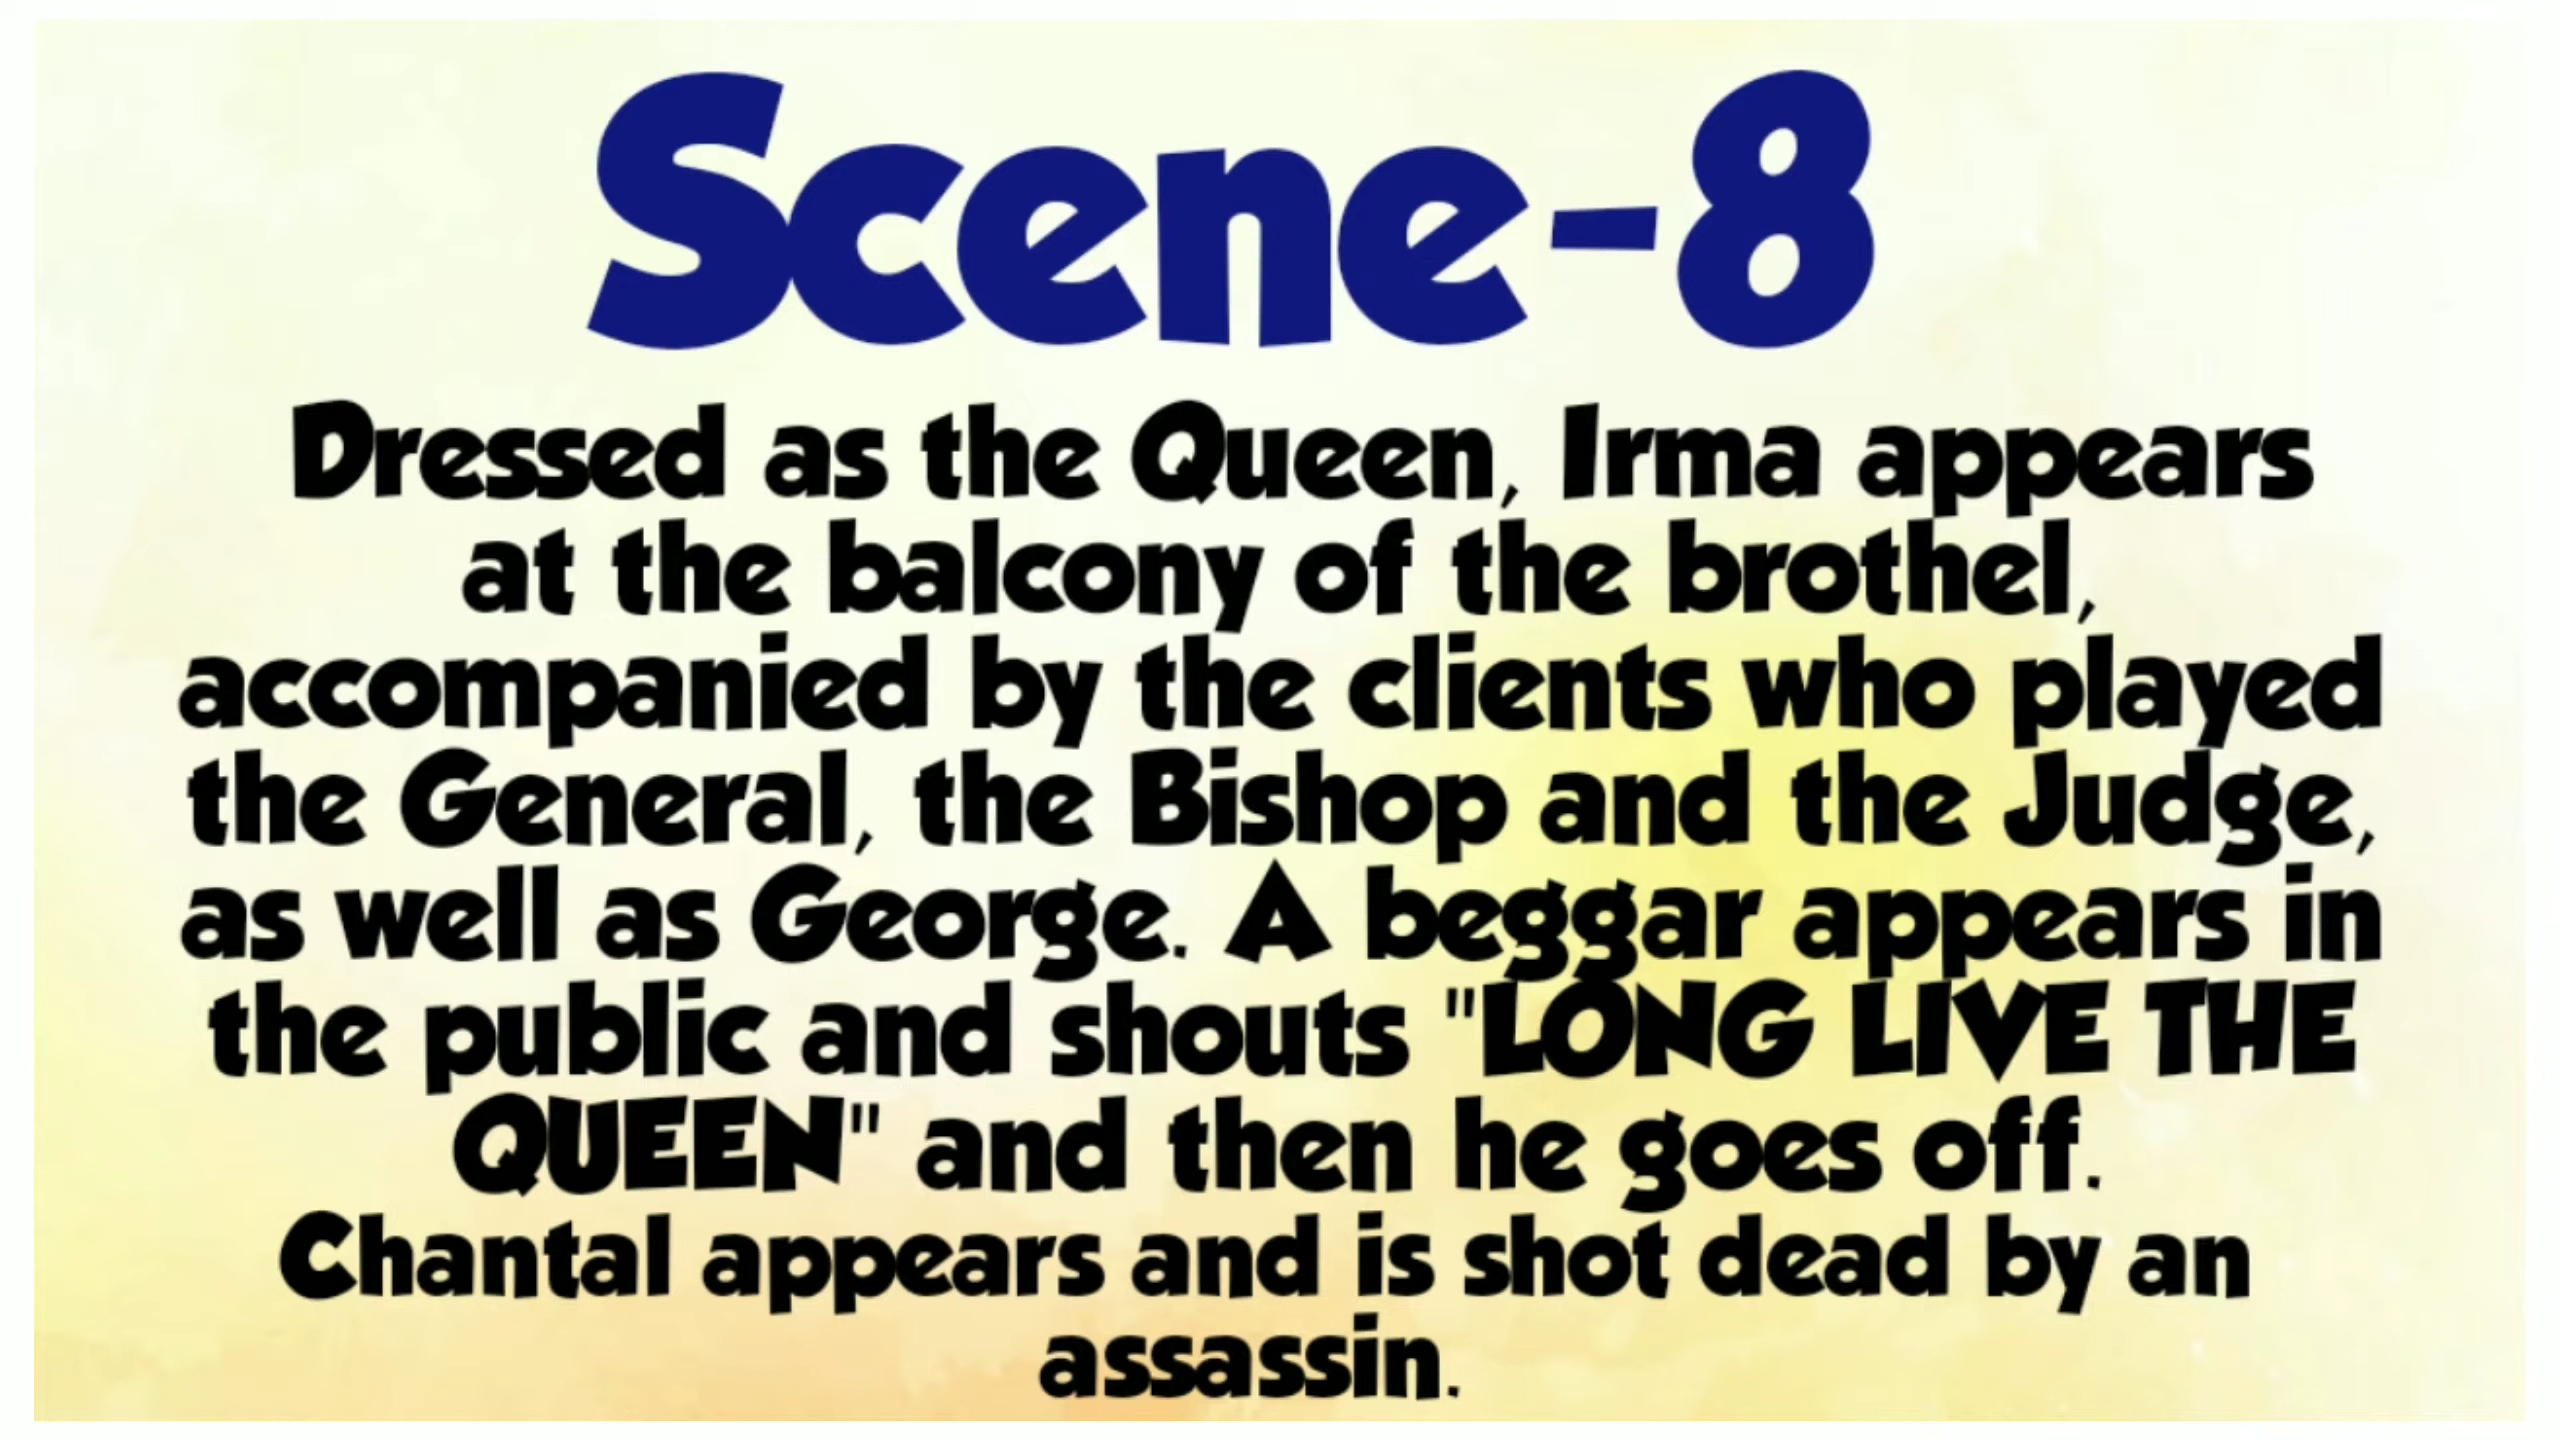 Scene-8
Dressed as the Queen, Irma appears
at the balcony of the brothel,
accompanied by the clients who played
the General, the Bishop and the Judge,
as well as George. A beggar appears in
the public and shouts "LONG LIVE THE
QUEEN" and then he goes off.
Chantal appears and is shot dead by an
assassin.